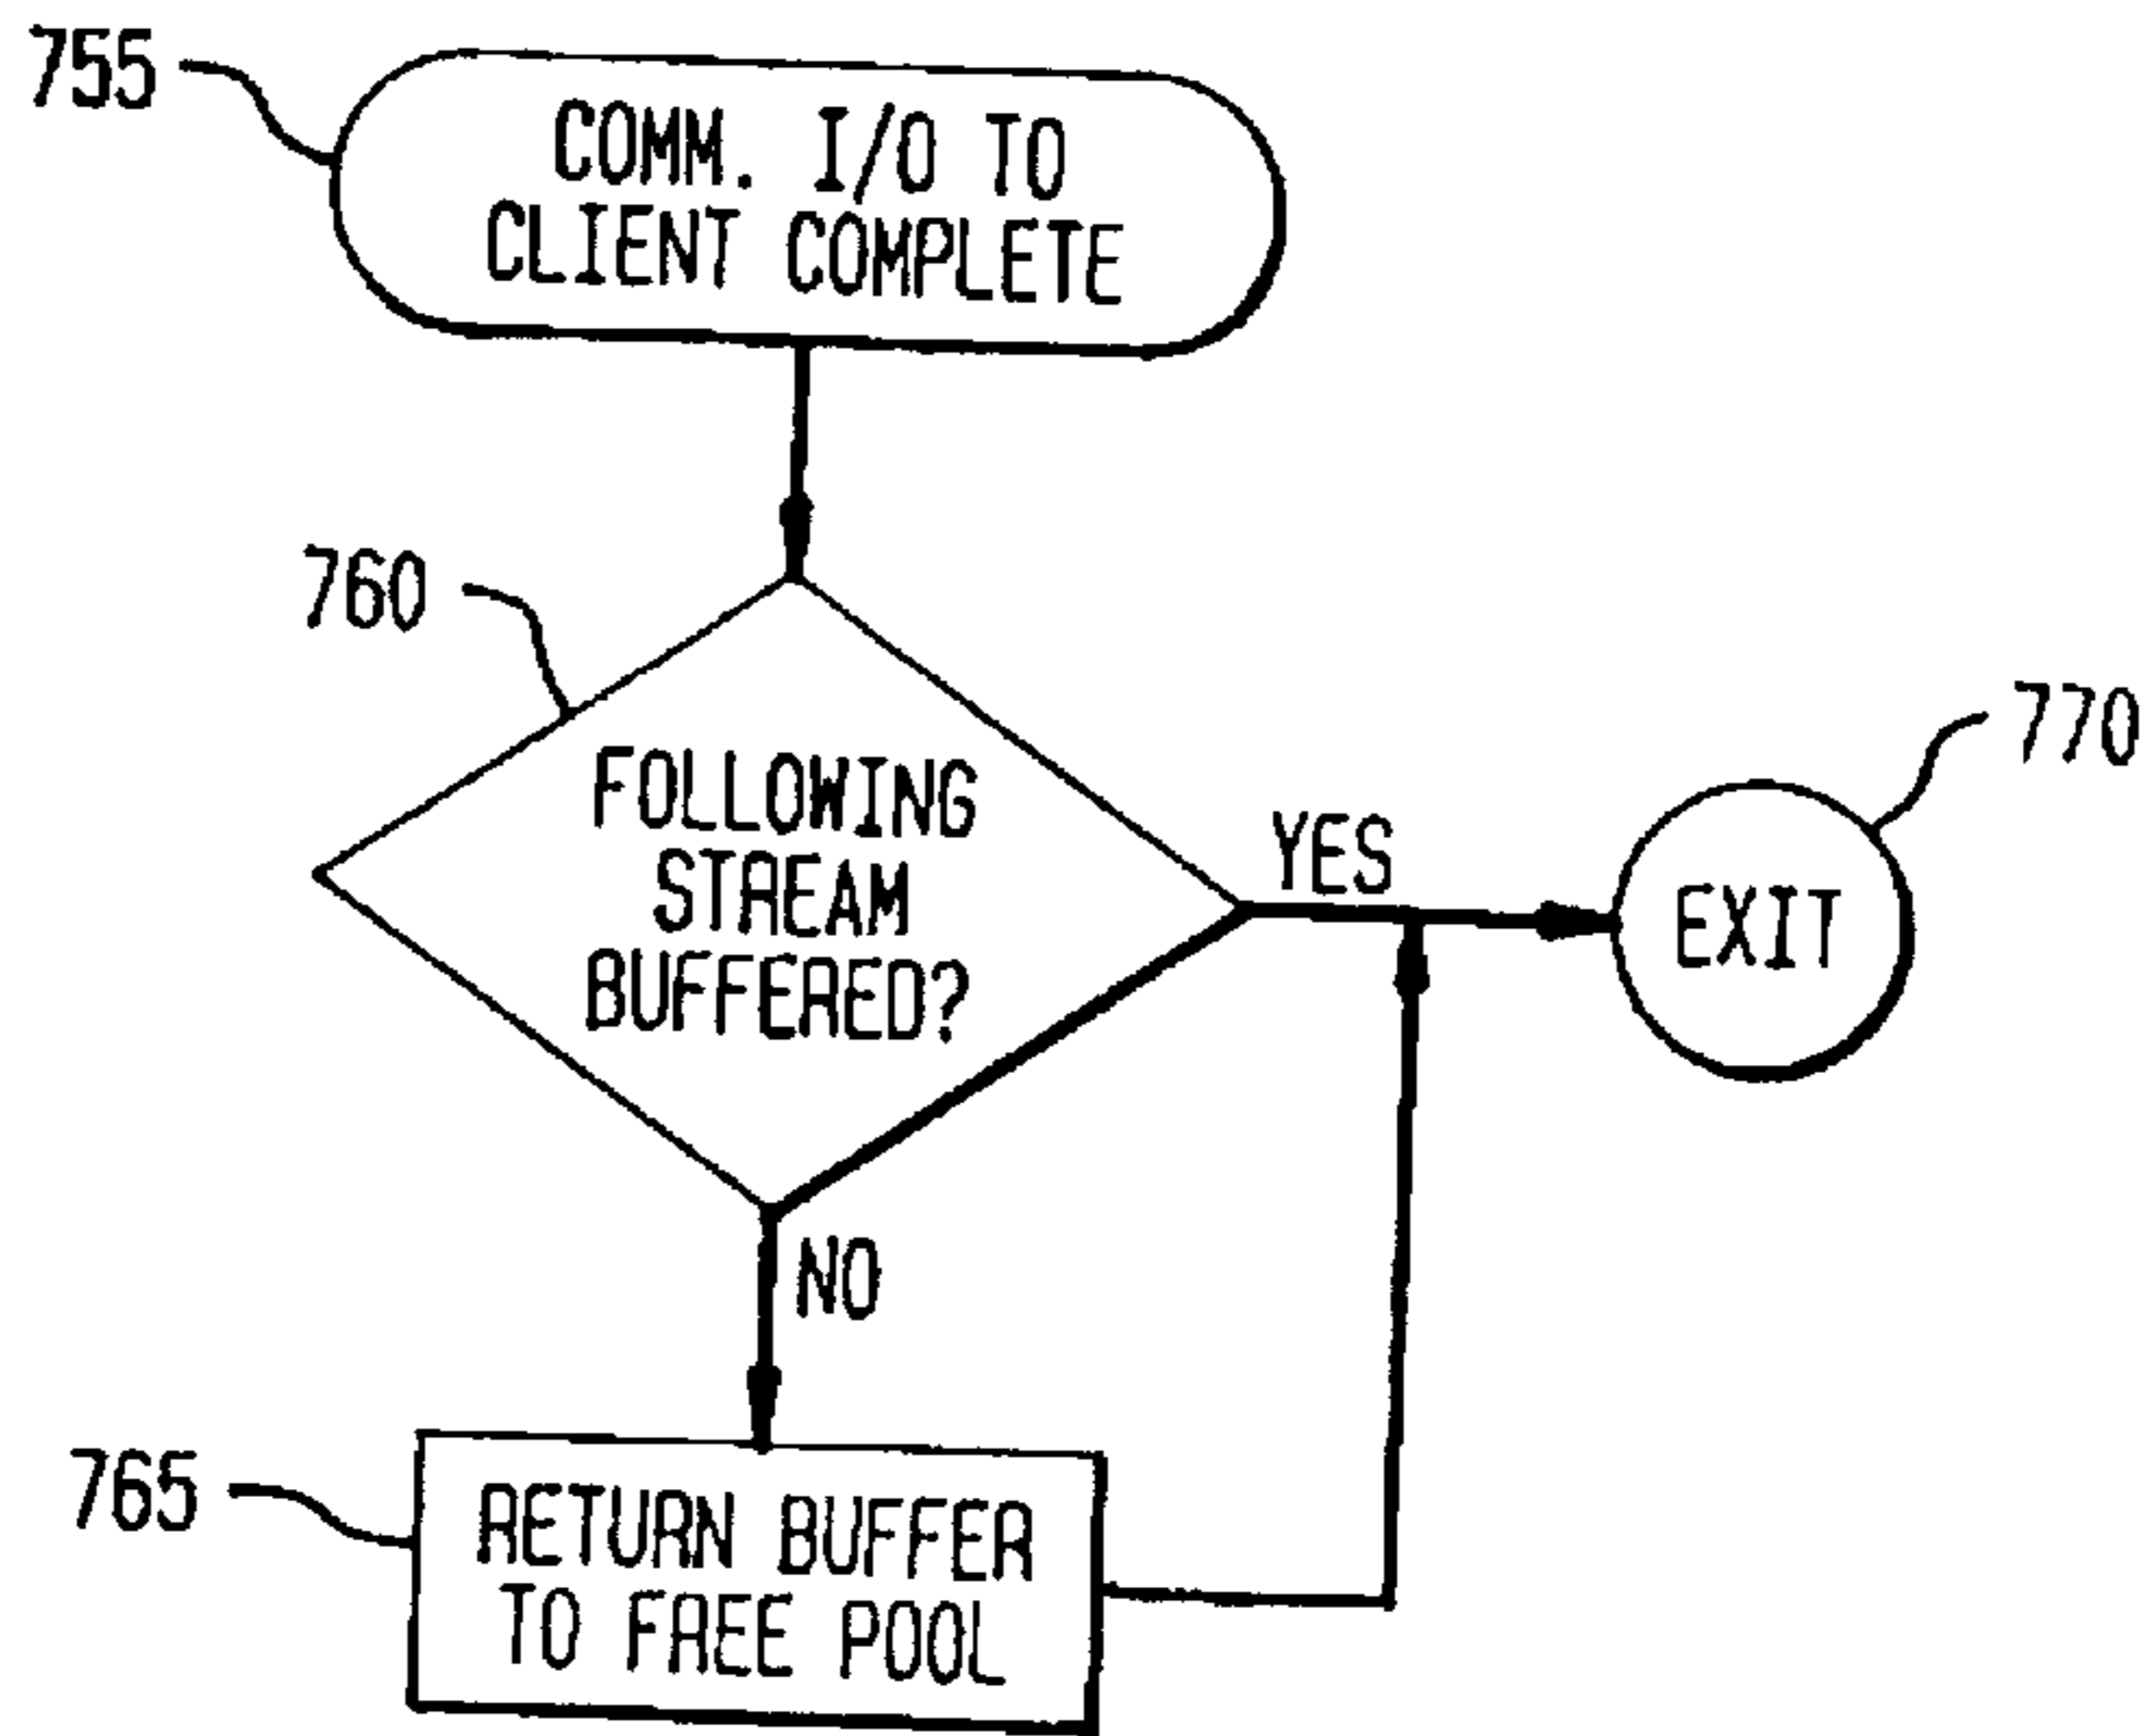 755
COMM. I/O TO
CLIENT COMPLETE
760
FOLLOWING
STREAM
BUFFERED?
YES
770
EXIT
NO
765
RETURN BUFFER
TO FREE POOL